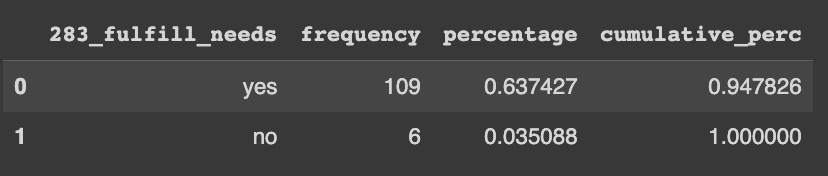 283_fulfill_needs frequency percentage cumulative_perc
0 yes 109 0.637427 0.947826
1 no 6 0.035088 1.000000